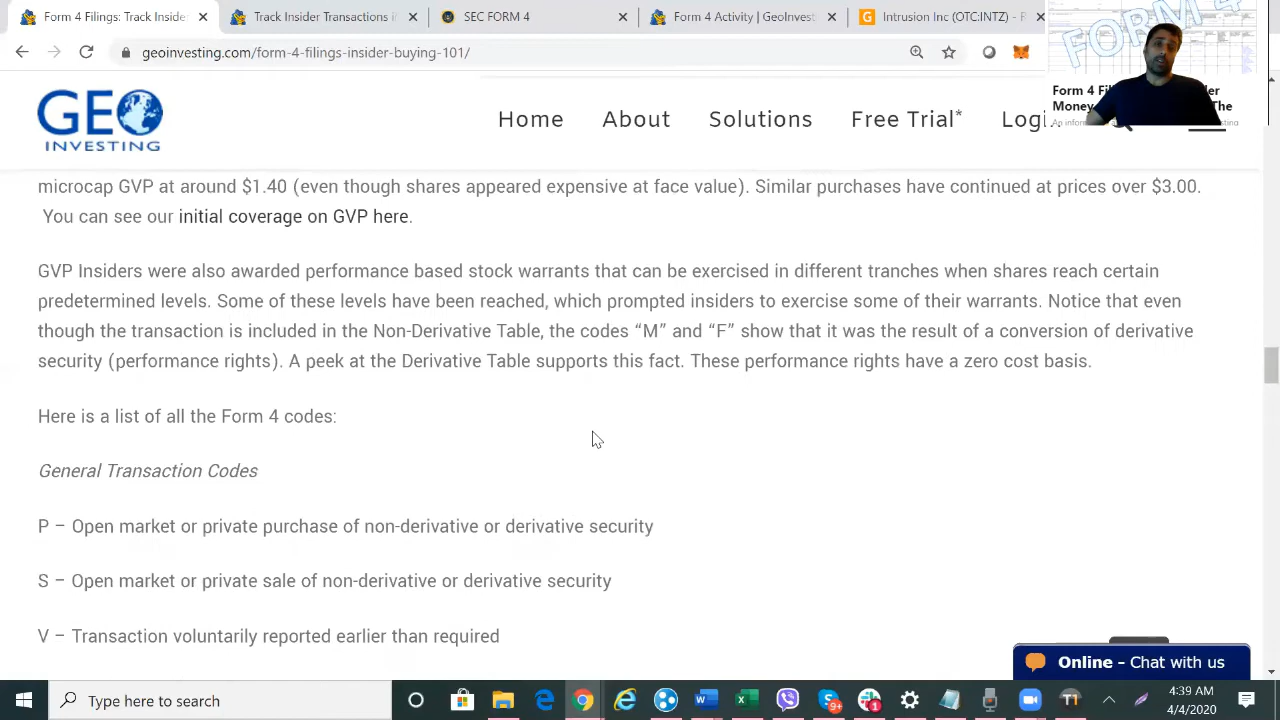 Form 4 Filings: Track Inside
Track Insider Transactions
SEC FORM 4
Form 4 Activity | GeoInvesting
Intrusion Inc. (INTZ) - P
geoinvesting.com/form-4-filings-insider-buying-101/
FORM 4
GEO
INVESTING
Home About Solutions Free Trial* Login
Money The
microcap GVP at around $1.40 (even though shares appeared expensive at face value). Similar purchases have continued at prices over $3.00.
You can see our initial coverage on GVP here.
GVP Insiders were also awarded performance based stock warrants that can be exercised in different tranches when shares reach certain
predetermined levels. Some of these levels have been reached, which prompted insiders to exercise some of their warrants. Notice that even
though the transaction is included in the Non-Derivative Table, the codes “M” and “F” show that it was the result of a conversion of derivative
security (performance rights). A peek at the Derivative Table supports this fact. These performance rights have a zero cost basis.
Here is a list of all the Form 4 codes:
General Transaction Codes
P – Open market or private purchase of non-derivative or derivative security
S – Open market or private sale of non-derivative or derivative security
V – Transaction voluntarily reported earlier than required
Online - Chat with us
Type here to search
4:39 AM
4/4/2020